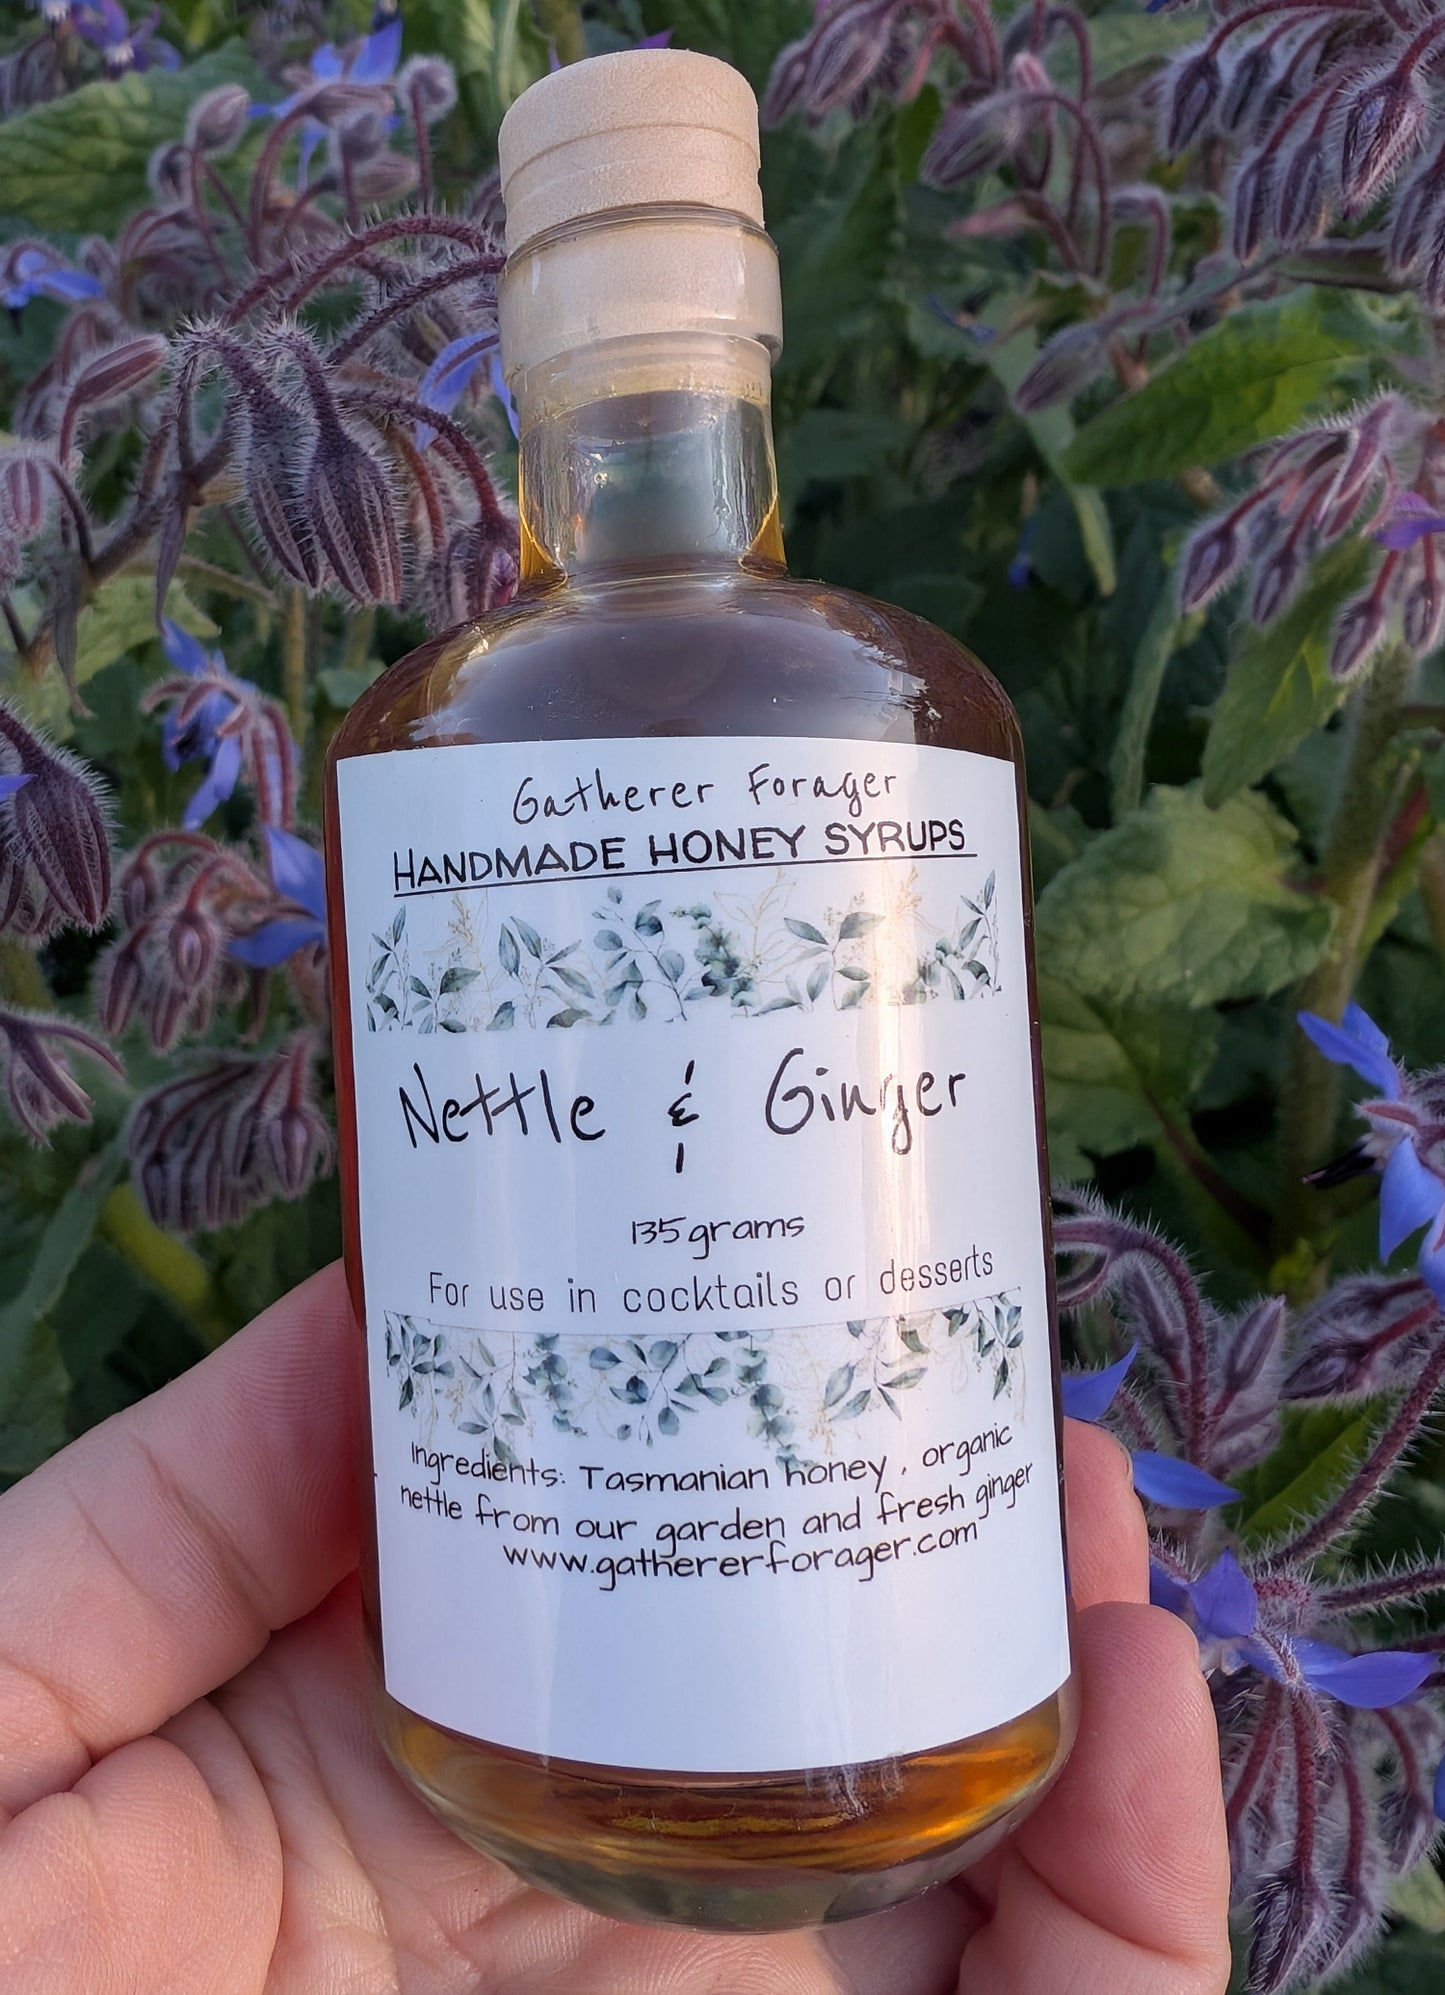 Gatherer Forager
HANDMADE HONEY SYRUPS
Nettle & Ginger
135 grams
For use in cocktails or desserts
Ingredients: Tasmanian honey, organic
nettle from our garden and fresh ginger
www.gathererforager.com